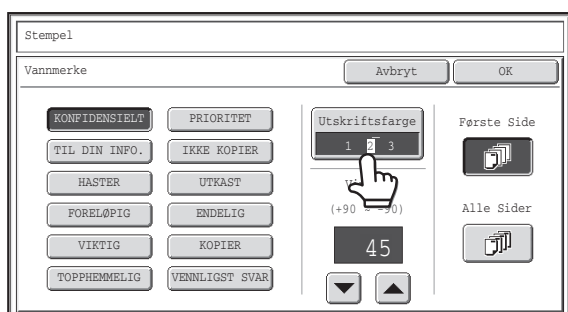 Stempel
Vannmerke
Avbryt
OK
KONFIDENSIELT
PRIORITET
TIL DIN INFO.
IKKE KOPIER
HASTER
UTKAST
FORELØPIG
ENDELIG
VIKTIG
KOPIER
TOPPHEMMELIG
VENNLIGST SVAR
Utskriftsfarge
1 2 3
(+90 ~ -90)
45
Første Side
Alle Sider